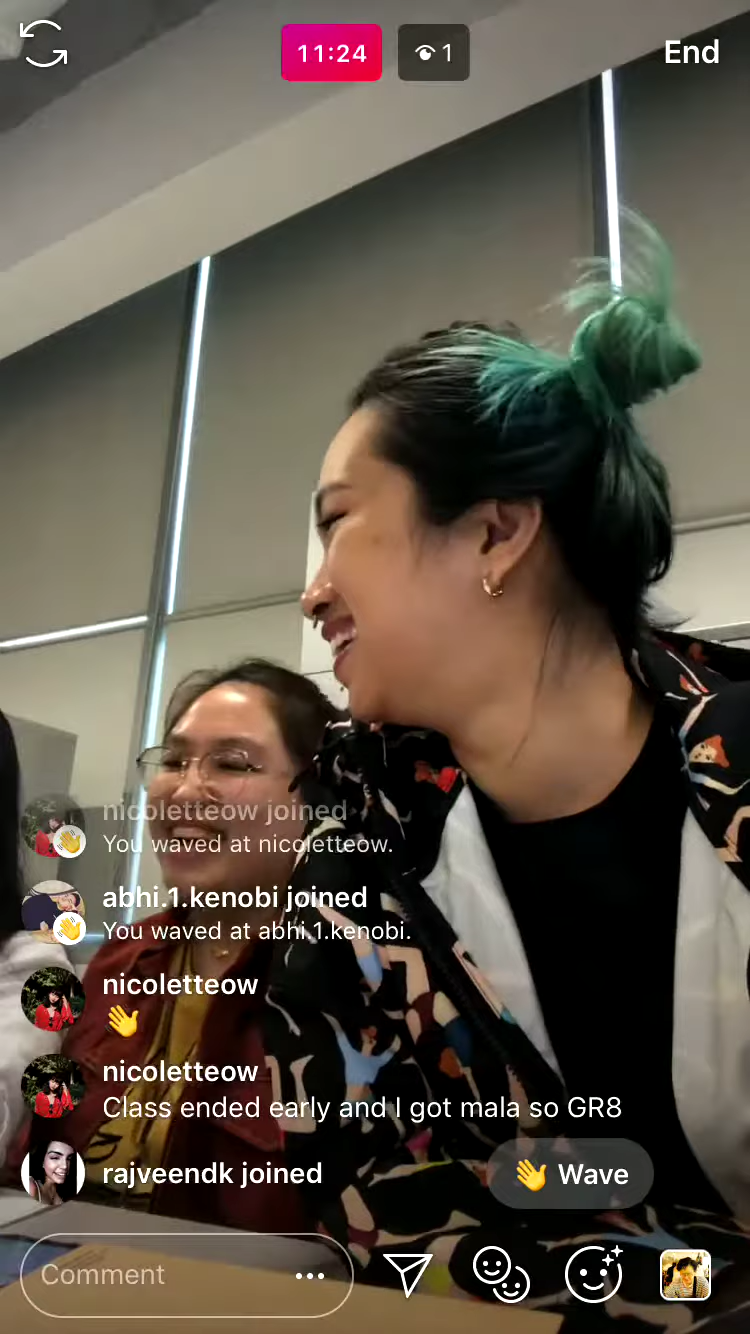 11:24
1
End
nicoletteow joined
You waved at nicoletteow.
abhi.1.kenobi joined
You waved at abhi.1.kenobi.
nicoletteow
👋
nicoletteow
Class ended early and I got mala so GR8
rajveendk joined
👋 Wave
Comment